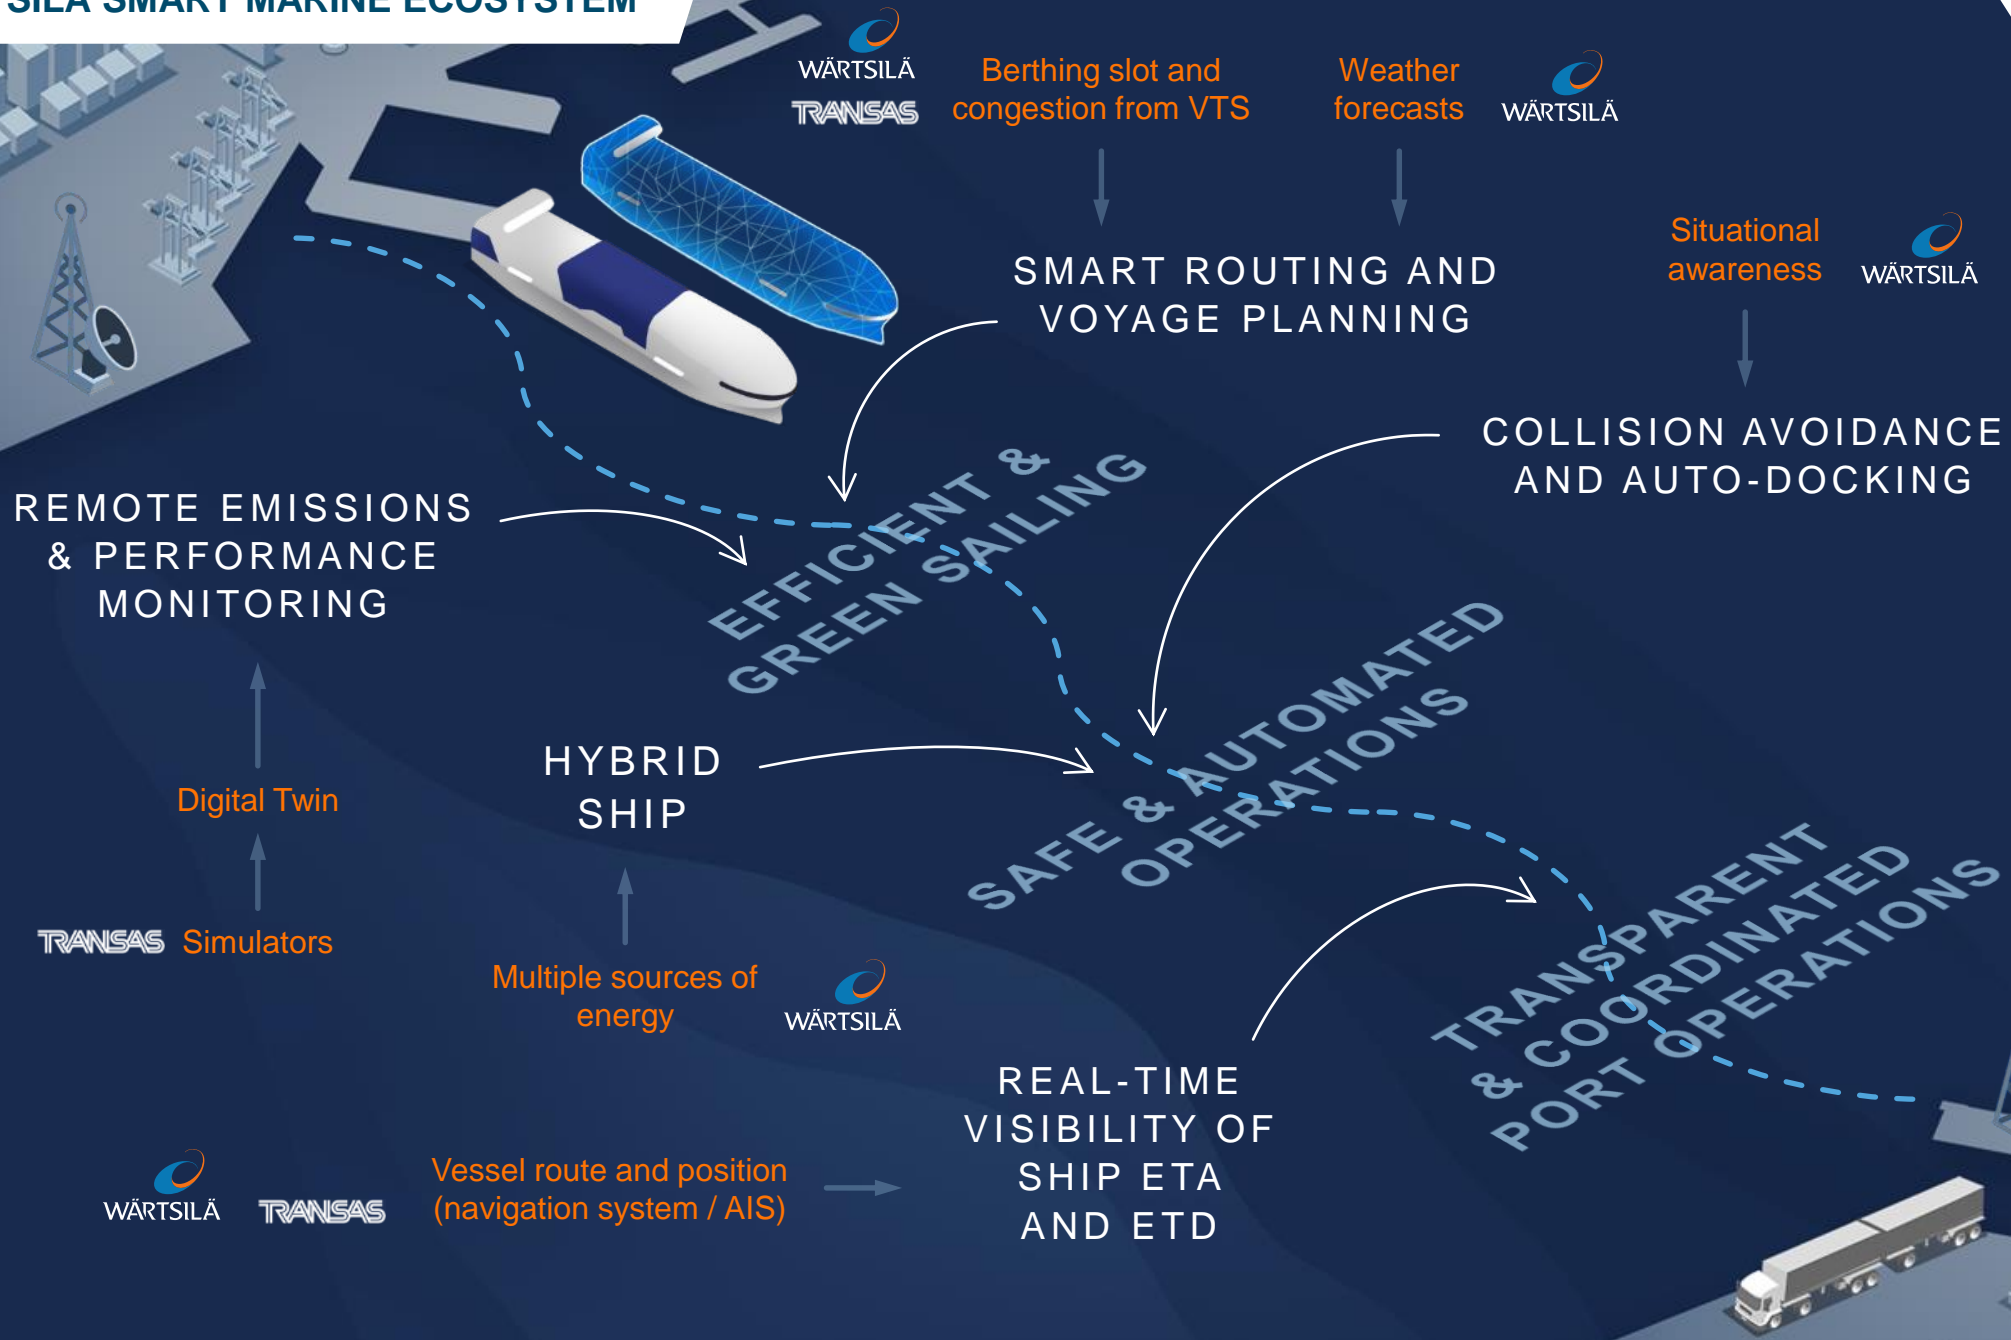 SILÄ SMART MARINE ECOSYSTEM
WÄRTSILÄ
TRANSAS
Berthing slot and
congestion from VTS
Weather
forecasts
WÄRTSILÄ
SMART ROUTING AND
VOYAGE PLANNING
Situational
awareness
WÄRTSILÄ
COLLISION AVOIDANCE
AND AUTO-DOCKING
REMOTE EMISSIONS
& PERFORMANCE
MONITORING
EFFICIENT &
GREEN SAILING
Digital Twin
TRANSAS Simulators
HYBRID
SHIP
SAFE & AUTOMATED
OPERATIONS
Multiple sources of
energy
WÄRTSILÄ
TRANSPARENT
& COORDINATED
PORT OPERATIONS
REAL-TIME
VISIBILITY OF
SHIP ETA
AND ETD
WÄRTSILÄ
TRANSAS
Vessel route and position
(navigation system / AIS)